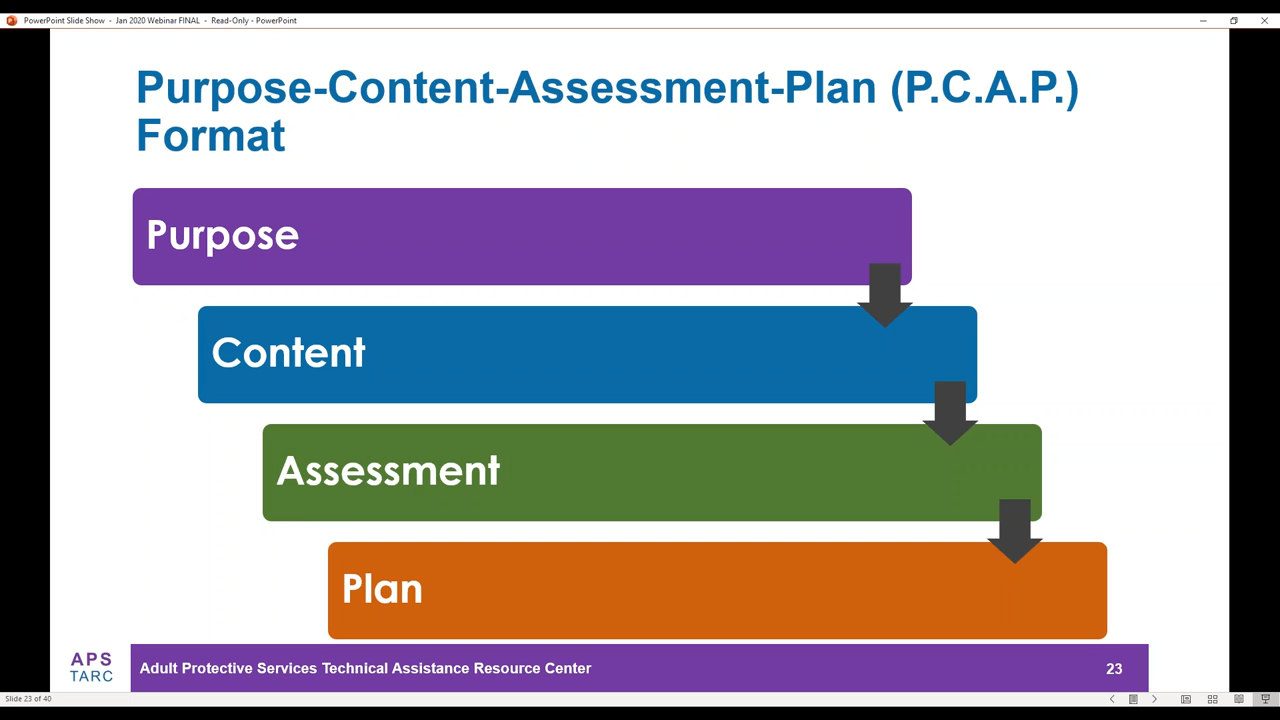 PowerPoint Slide Show - Jan 2020 Webinar FINAL - Read-Only - PowerPoint
Purpose-Content-Assessment-Plan (P.C.A.P.)
Format
Purpose
Content
Assessment
Plan
APS
TARC
Adult Protective Services Technical Assistance Resource Center
23
Slide 23 of 40